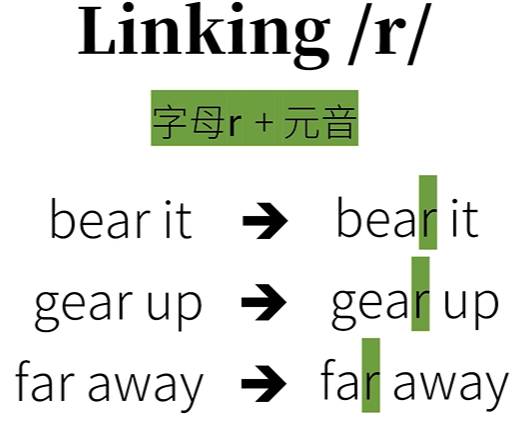 Linking /r/
字母r + 元音
bear it ➔ bear it
gear up ➔ gear up
far away ➔ far away